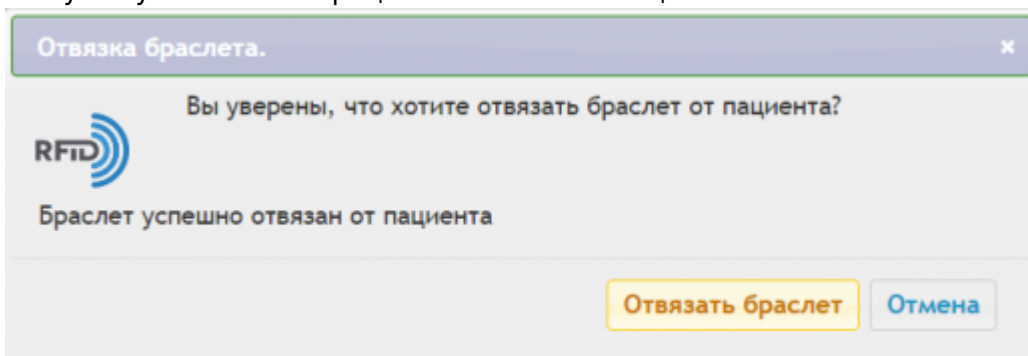 Отвязка браслета.
Вы уверены, что хотите отвязать браслет от пациента?
RFID
Браслет успешно отвязан от пациента
Отвязать браслет
Отмена